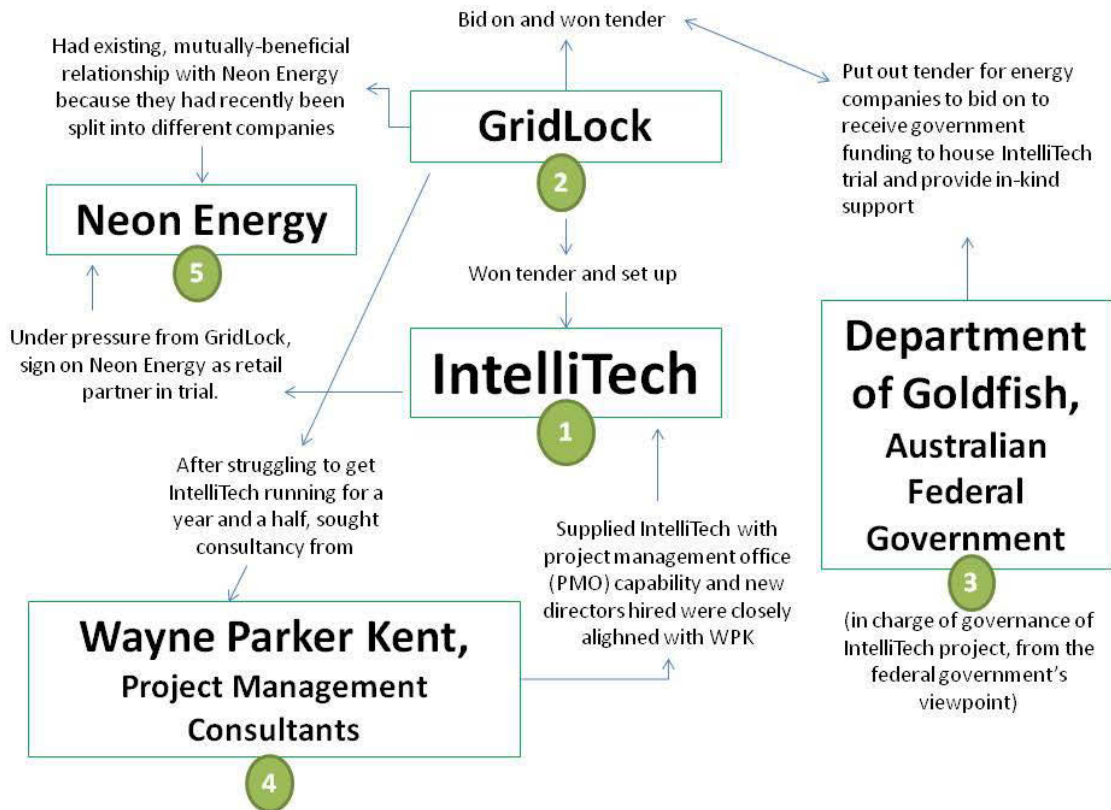 Bid on and won tender
Had existing, mutually-beneficial
relationship with Neon Energy
because they had recently been
split into different companies
GridLock
2
Put out tender for energy
companies to bid on to
receive government
funding to house IntelliTech
trial and provide in-kind
support
Neon Energy
5
Won tender and set up
Under pressure from GridLock,
sign on Neon Energy as retail
partner in trial.
IntelliTech
1
Department
of Goldfish,
Australian
Federal
Government
3
(in charge of governance of
IntelliTech project, from the
federal government's
viewpoint)
After struggling to get
IntelliTech running for a
year and a half, sought
consultancy from
Supplied IntelliTech with
project management office
(PMO) capability and new
directors hired were closely
alighned with WPK
Wayne Parker Kent,
Project Management
Consultants
4